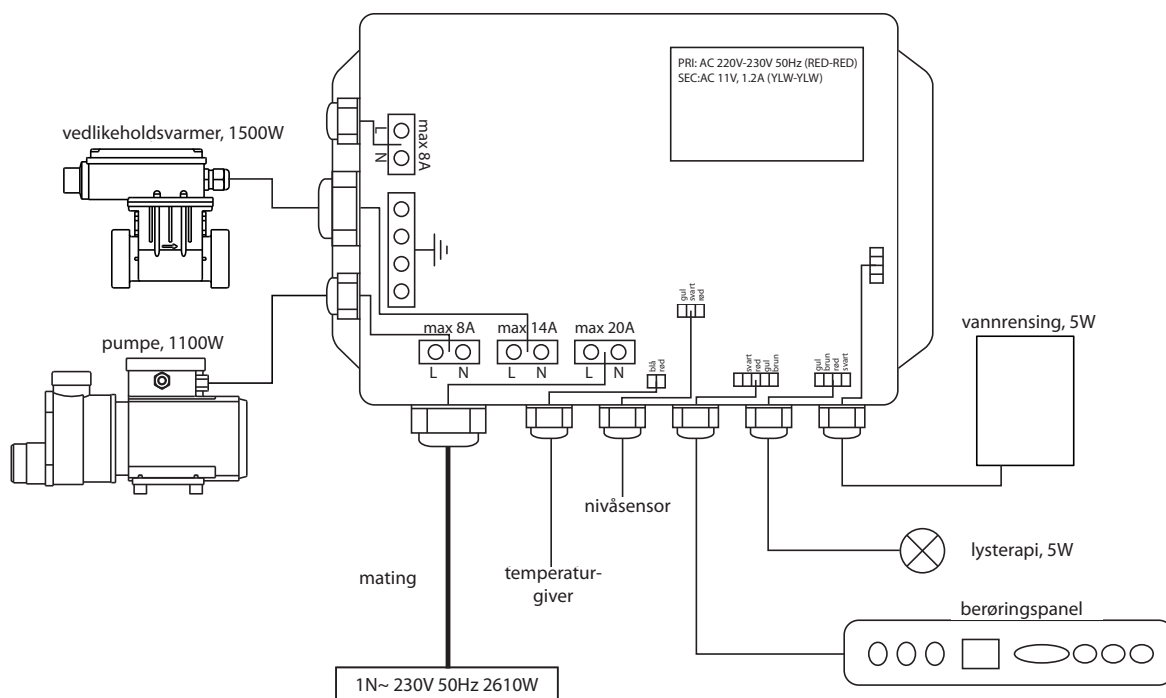 PRI: AC 220V-230V 50Hz (RED-RED)
SEC:AC 11V, 1.2A (YLW-YLW)
vedlikeholdsvarmer, 1500W
L
N
max 8A
pumpe, 1100W
max 8A
L
N
max 14A
L
N
max 20A
L
N
blå
rød
gul
svart
rød
svart
rød
gul
brun
gul
brun
rød
svart
vannrensing, 5W
nivåsensor
lysterapi, 5W
temperatur-
giver
mating
berøringspanel
1N~ 230V 50Hz 2610W